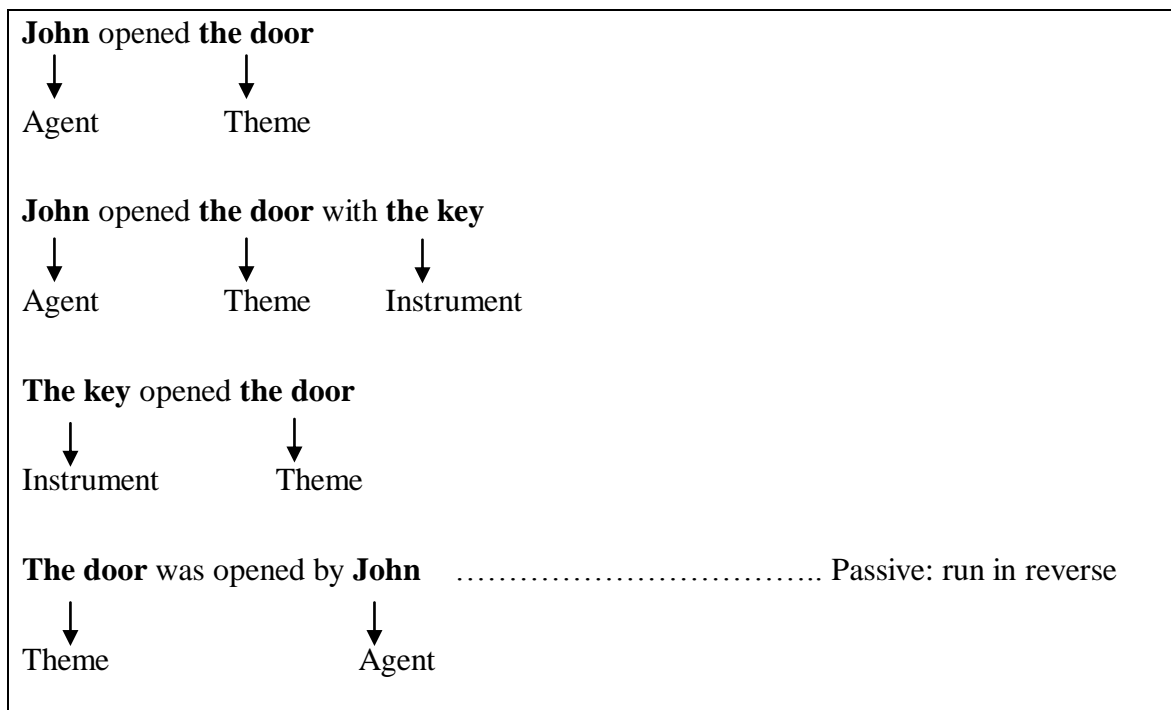 John opened the door
Agent Theme
John opened the door with the key
Agent Theme Instrument
The key opened the door
Instrument Theme
The door was opened by John …………………………….. Passive: run in reverse
Theme Agent